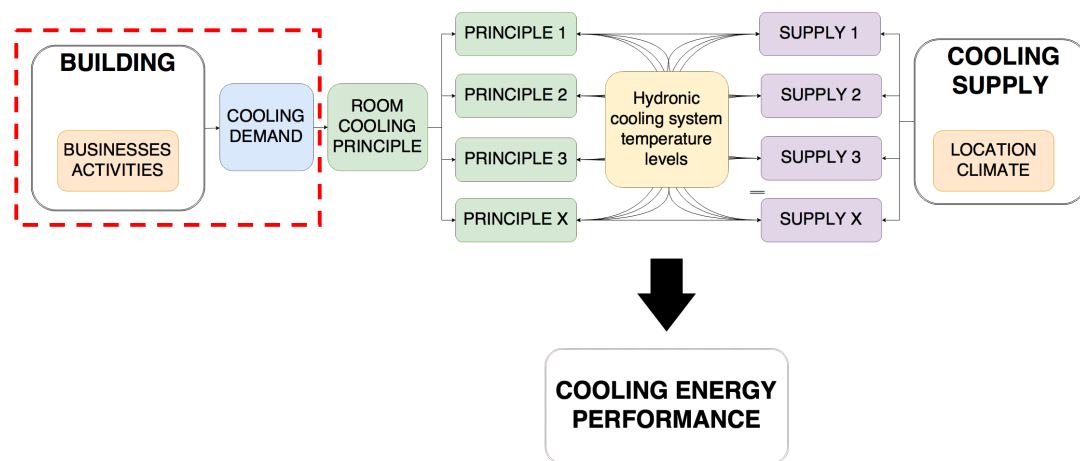 BUILDING
BUSINESSES
ACTIVITIES
COOLING
DEMAND
ROOM
COOLING
PRINCIPLE
PRINCIPLE 1
PRINCIPLE 2
PRINCIPLE 3
PRINCIPLE X
Hydronic
cooling system
temperature
levels
SUPPLY 1
SUPPLY 2
SUPPLY 3
SUPPLY X
COOLING
SUPPLY
LOCATION
CLIMATE
COOLING ENERGY
PERFORMANCE